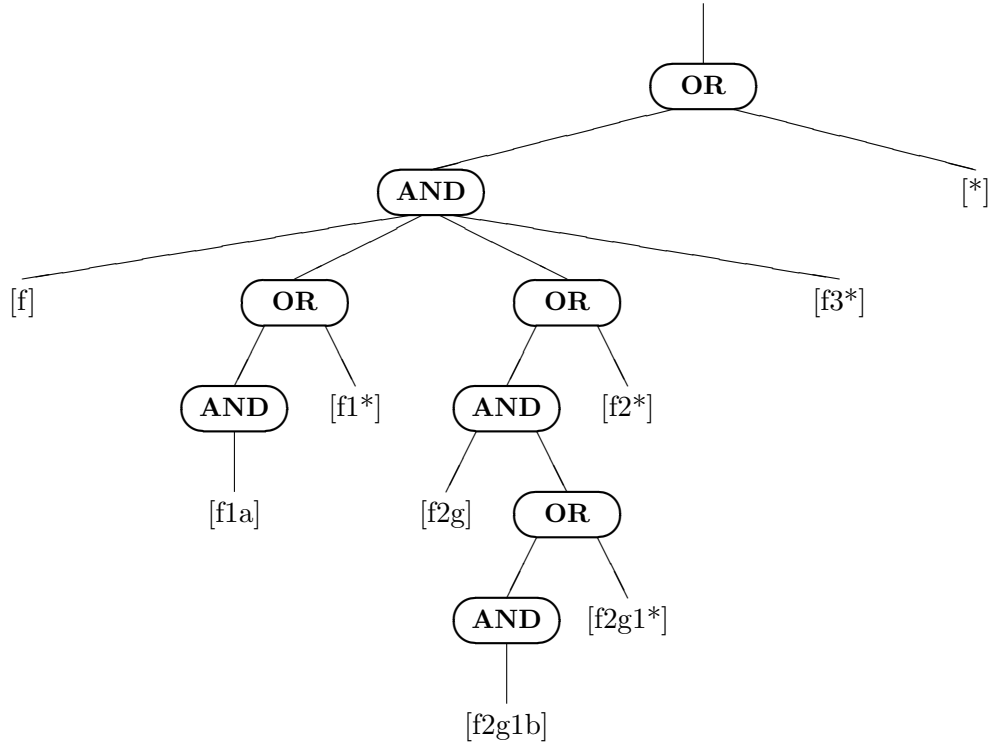 OR
AND
[*]
[f]
OR
OR
[f3*]
AND
[f1*]
AND
[f2*]
[f1a]
[f2g]
OR
AND
[f2g1*]
[f2g1b]